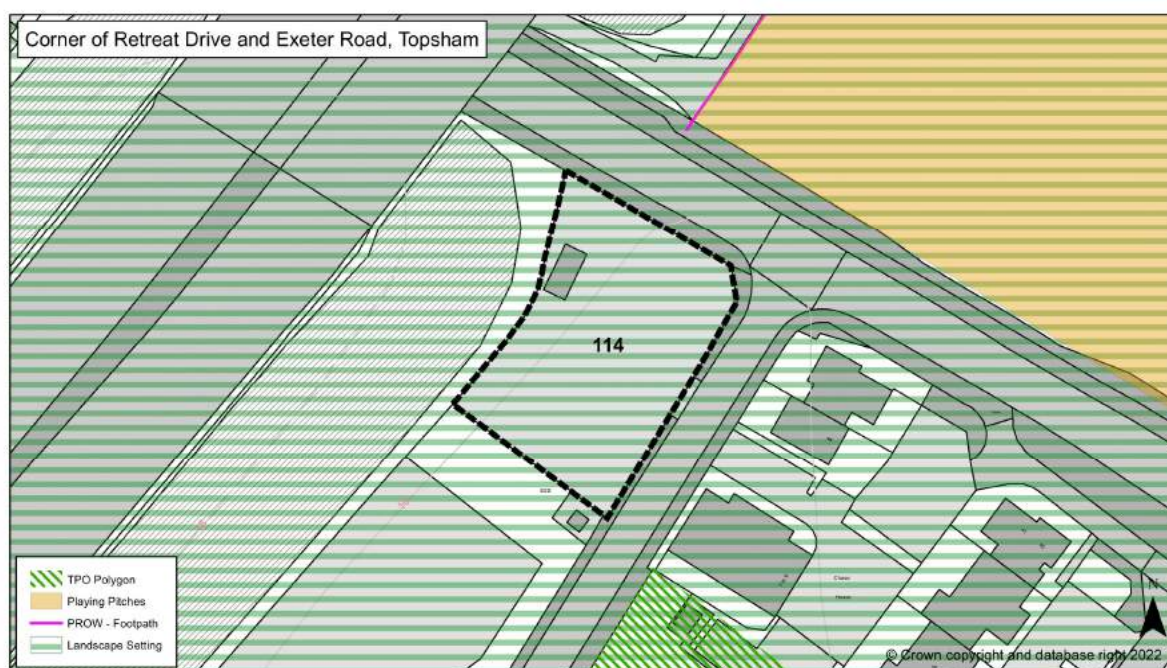 Corner of Retreat Drive and Exeter Road, Topsham
114
TPO Polygon
Playing Pitches
PROW - Footpath
Landscape Setting
N
© Crown copyright and database right 2022